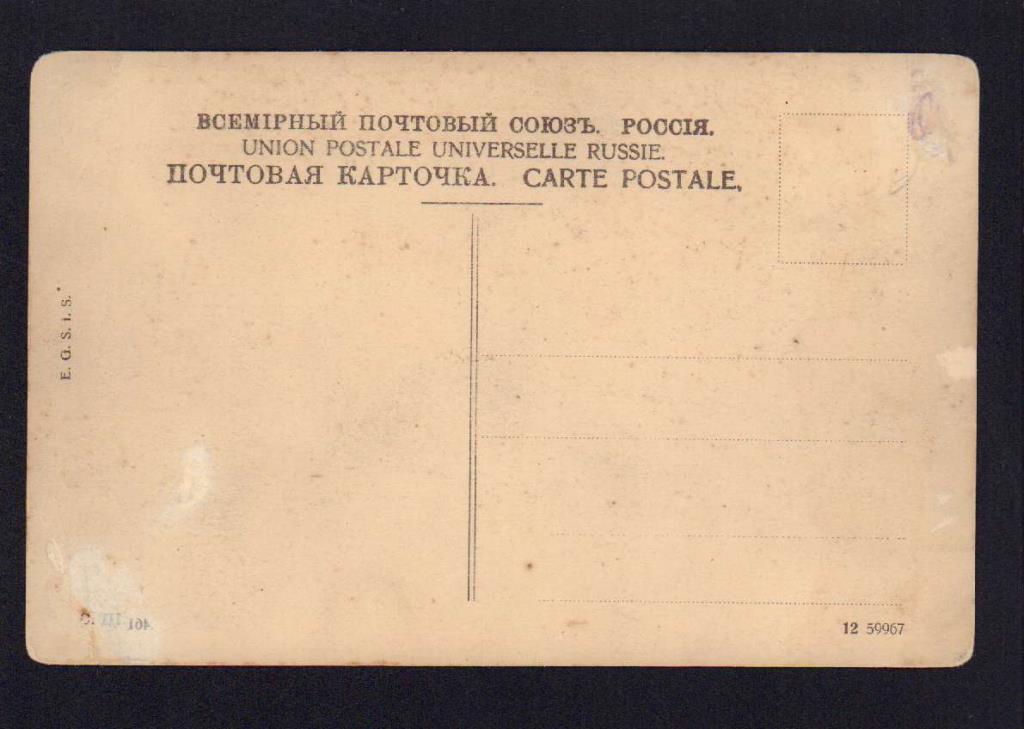 ВСЕМІРНЫЙ ПОЧТОВЫЙ СОЮЗЪ. РОССІЯ.
UNION POSTALE UNIVERSELLE RUSSIE.
ПОЧТОВАЯ КАРТОЧКА. CARTE POSTALE.
E. G. S. i. S.
12 59967